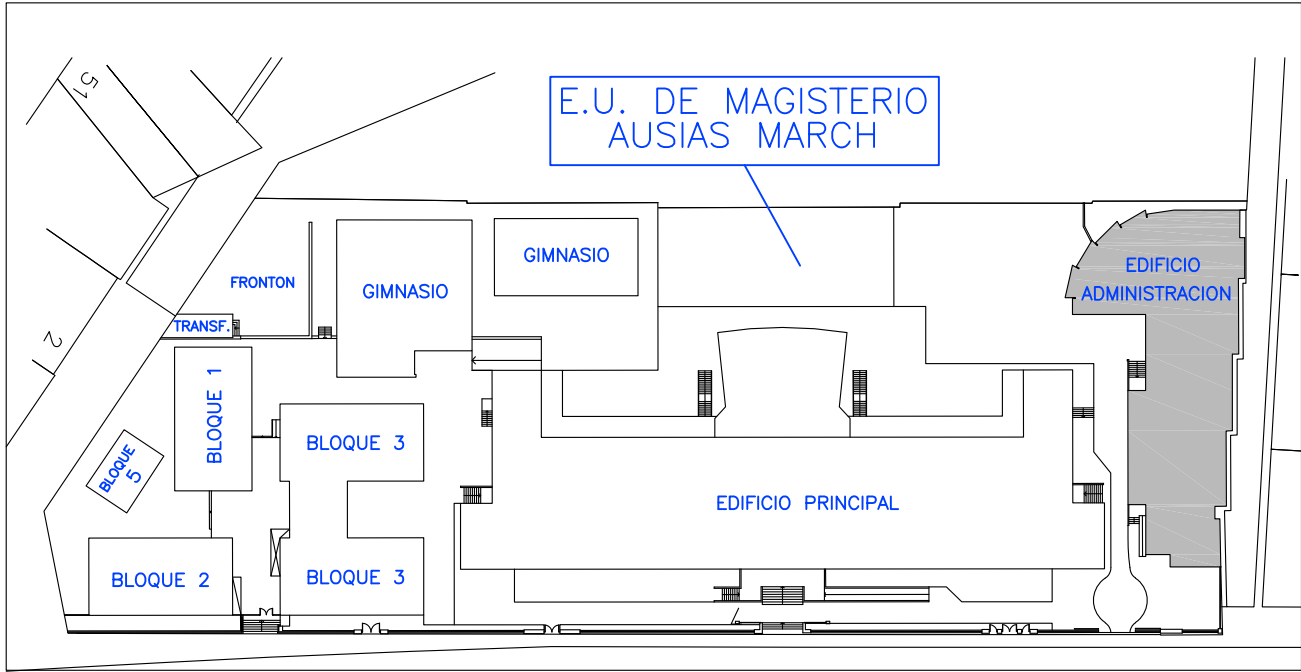 51
E.U. DE MAGISTERIO
AUSIAS MARCH
GIMNASIO
EDIFICIO
ADMINISTRACION
FRONTON
GIMNASIO
TRANSF.
21
BLOQUE 1
BLOQUE 3
BLOQUE
5
EDIFICIO PRINCIPAL
BLOQUE 2
BLOQUE 3